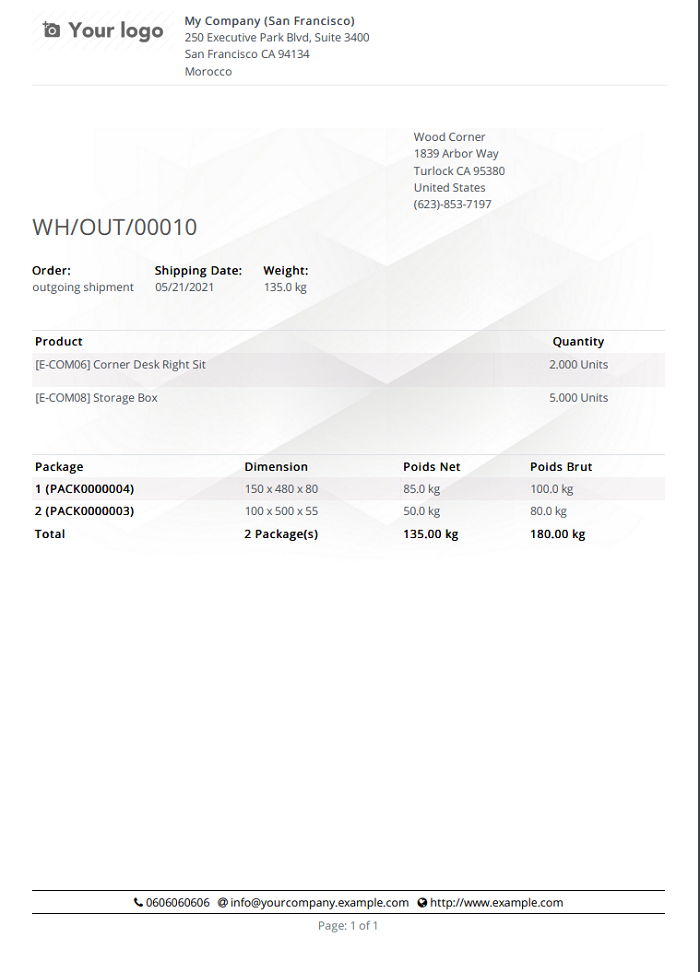 Your logo
My Company (San Francisco)
250 Executive Park Blvd, Suite 3400
San Francisco CA 94134
Morocco
Wood Corner
1839 Arbor Way
Turlock CA 95380
United States
(623)-853-7197
WH/OUT/00010
Order: Shipping Date: Weight:
outgoing shipment 05/21/2021 135.0 kg
Product Quantity
[E-COM06] Corner Desk Right Sit 2.000 Units
[E-COM08] Storage Box 5.000 Units
Package Dimension Poids Net Poids Brut
1 (PACK0000004) 150 x 480 x 80 85.0 kg 100.0 kg
2 (PACK0000003) 100 x 500 x 55 50.0 kg 80.0 kg
Total 2 Package(s) 135.00 kg 180.00 kg
0606060606 @ info@yourcompany.example.com http://www.example.com
Page: 1 of 1